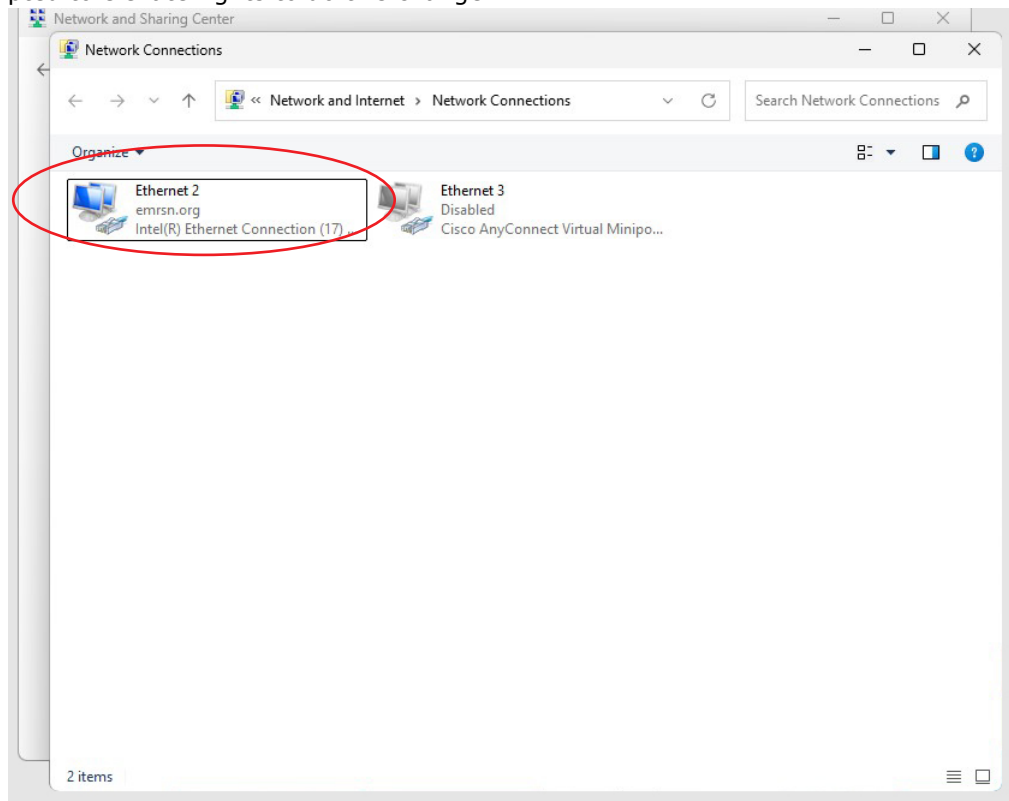 Network and Sharing Center
Network Connections
« Network and Internet › Network Connections
Search Network Connections
Organize
Ethernet 2
emrsn.org
Intel(R) Ethernet Connection (17) ...
Ethernet 3
Disabled
Cisco AnyConnect Virtual Minipo...
2 items